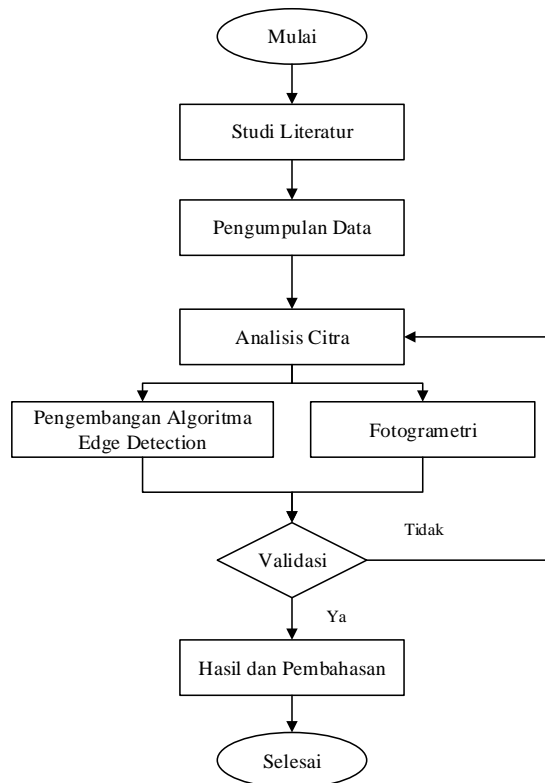 Mulai
Studi Literatur
Pengumpulan Data
Analisis Citra
Pengembangan Algoritma
Edge Detection
Fotogrametri
Tidak
Validasi
Ya
Hasil dan Pembahasan
Selesai